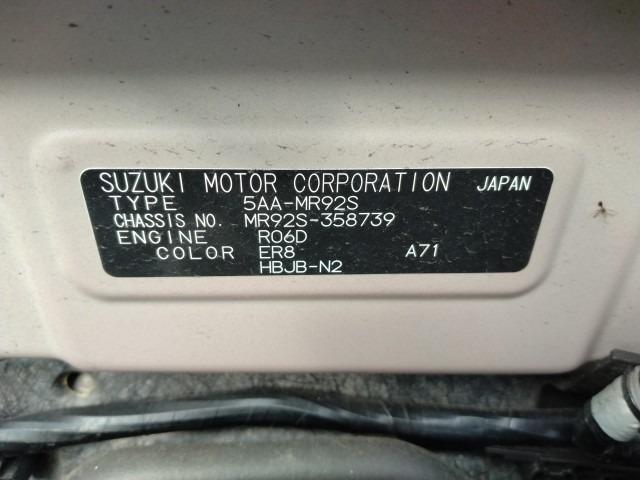 SUZUKI MOTOR CORPORATION JAPAN
TYPE 5AA-MR92S
CHASSIS NO. MR92S-358739
ENGINE R06D
COLOR ER8 A71
HBJB-N2